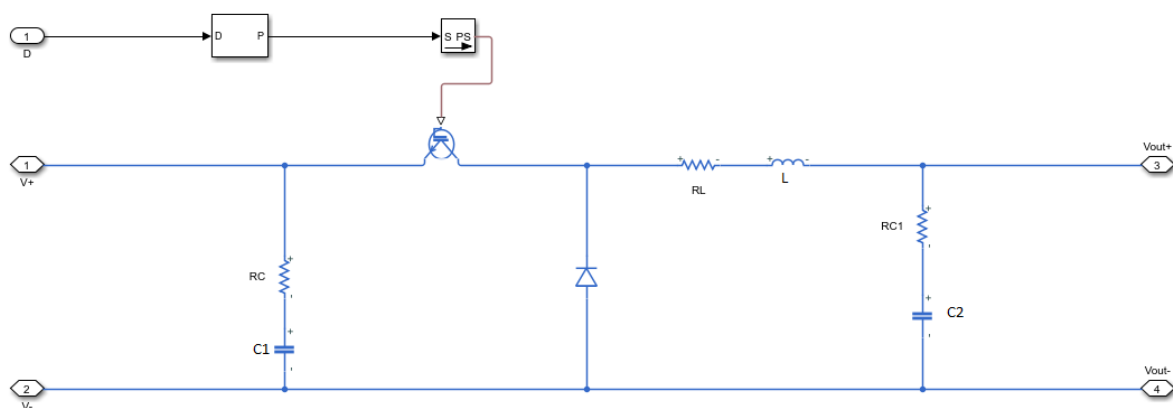 1
D
D P
S PS
1
V+
+ -
RL
+ -
L
Vout+
3
+
RC1
-
+
RC
-
+
C2
-
+
C1
-
2
V-
Vout-
4